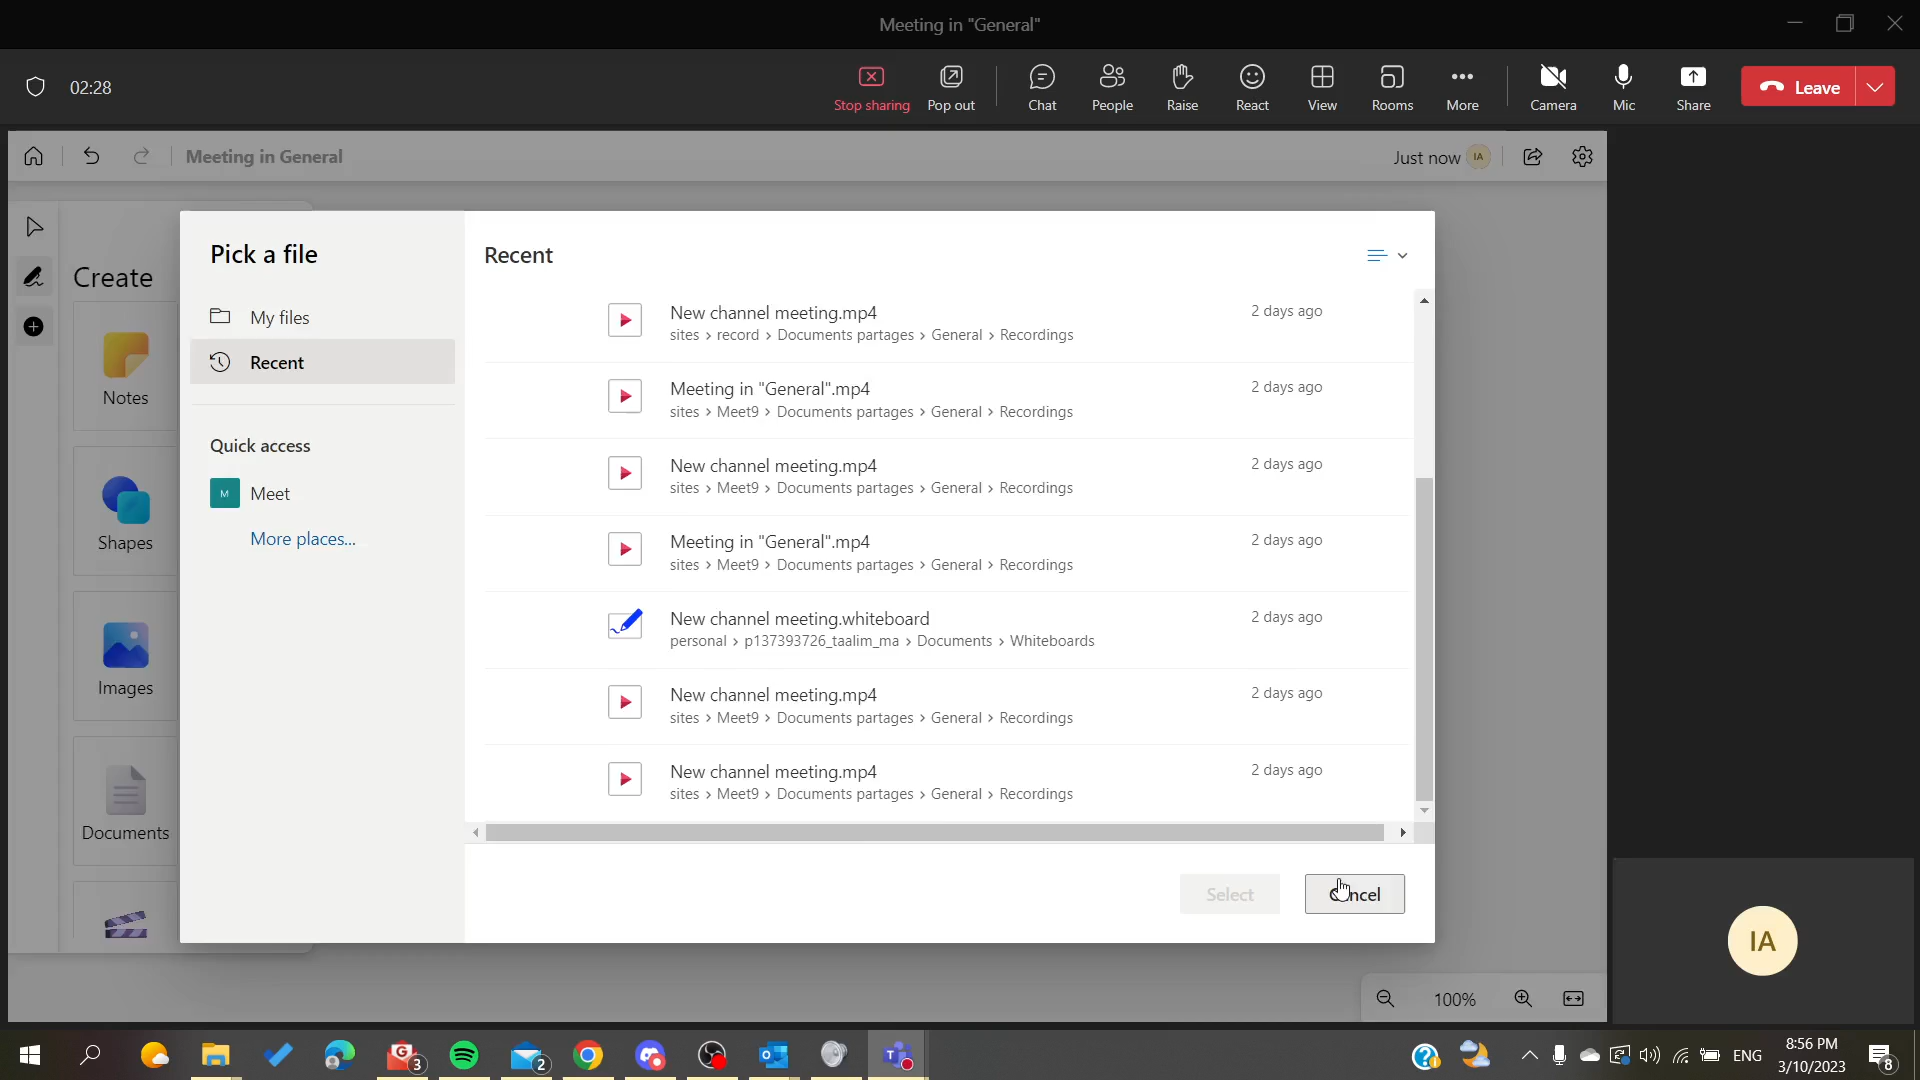 Meeting in "General"
02:28
Stop sharing
Pop out
Chat
People
Raise
React
View
Rooms
More
Camera
Mic
Share
Leave
Meeting in General
Just now
IA
Create
Notes
Shapes
Images
Documents
Pick a file
My files
Recent
Quick access
M
Meet
More places...
Recent
New channel meeting.mp4
2 days ago
sites > record > Documents partages > General > Recordings
Meeting in "General".mp4
2 days ago
sites > Meet9 > Documents partages > General > Recordings
New channel meeting.mp4
2 days ago
sites > Meet9 > Documents partages > General > Recordings
Meeting in "General".mp4
2 days ago
sites > Meet9 > Documents partages > General > Recordings
New channel meeting.whiteboard
2 days ago
personal > p137393726_taalim_ma > Documents > Whiteboards
New channel meeting.mp4
2 days ago
sites > Meet9 > Documents partages > General > Recordings
New channel meeting.mp4
2 days ago
sites > Meet9 > Documents partages > General > Recordings
Select
Cancel
IA
100%
3
2
ENG
8:56 PM
3/10/2023
8